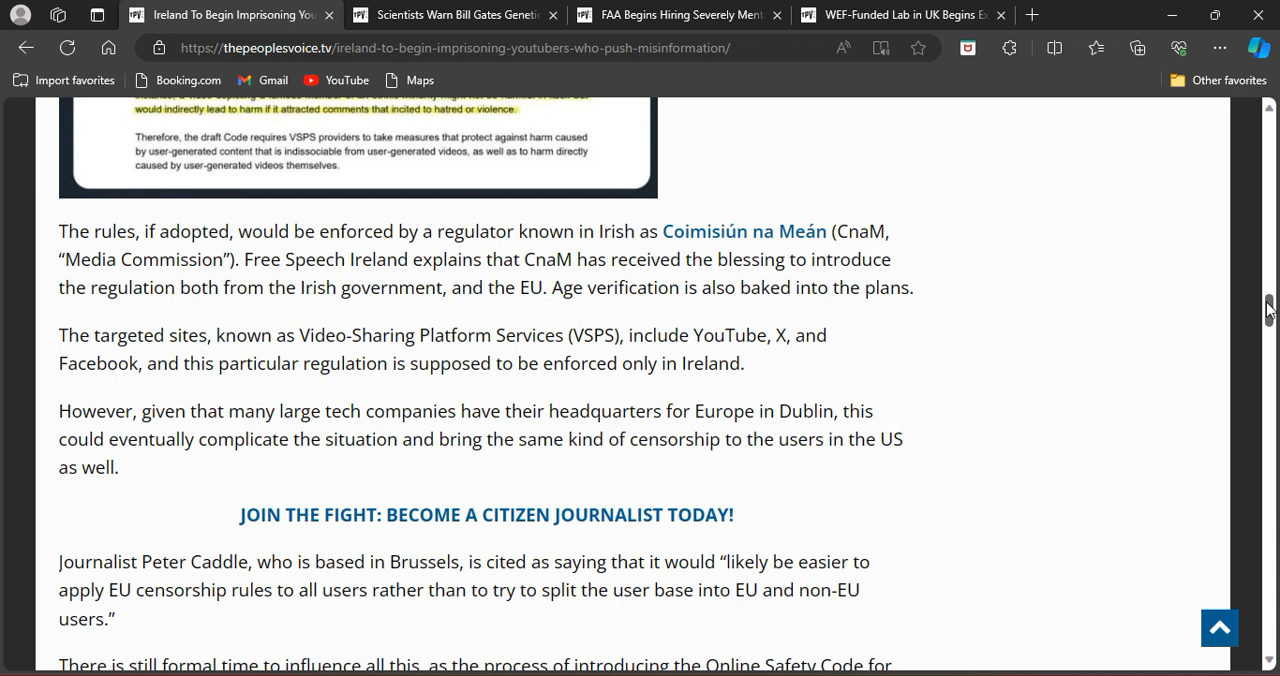 Ireland To Begin Imprisoning You
Scientists Warn Bill Gates Geneti
FAA Begins Hiring Severely Ment
WEF-Funded Lab in UK Begins Ex
https://thepeoplesvoice.tv/ireland-to-begin-imprisoning-youtubers-who-push-misinformation/
Import favorites
Booking.com
Gmail
YouTube
Maps
Other favorites
would indirectly lead to harm if it attracted comments that incited to hatred or violence.
Therefore, the draft Code requires VSPS providers to take measures that protect against harm caused
by user-generated content that is indissociable from user-generated videos, as well as to harm directly
caused by user-generated videos themselves.
The rules, if adopted, would be enforced by a regulator known in Irish as Coimisiún na Meán (CnaM,
“Media Commission”). Free Speech Ireland explains that CnaM has received the blessing to introduce
the regulation both from the Irish government, and the EU. Age verification is also baked into the plans.
The targeted sites, known as Video-Sharing Platform Services (VSPS), include YouTube, X, and
Facebook, and this particular regulation is supposed to be enforced only in Ireland.
However, given that many large tech companies have their headquarters for Europe in Dublin, this
could eventually complicate the situation and bring the same kind of censorship to the users in the US
as well.
JOIN THE FIGHT: BECOME A CITIZEN JOURNALIST TODAY!
Journalist Peter Caddle, who is based in Brussels, is cited as saying that it would “likely be easier to
apply EU censorship rules to all users rather than to try to split the user base into EU and non-EU
users.”
There is still formal time to influence all this, as the process of introducing the Online Safety Code for